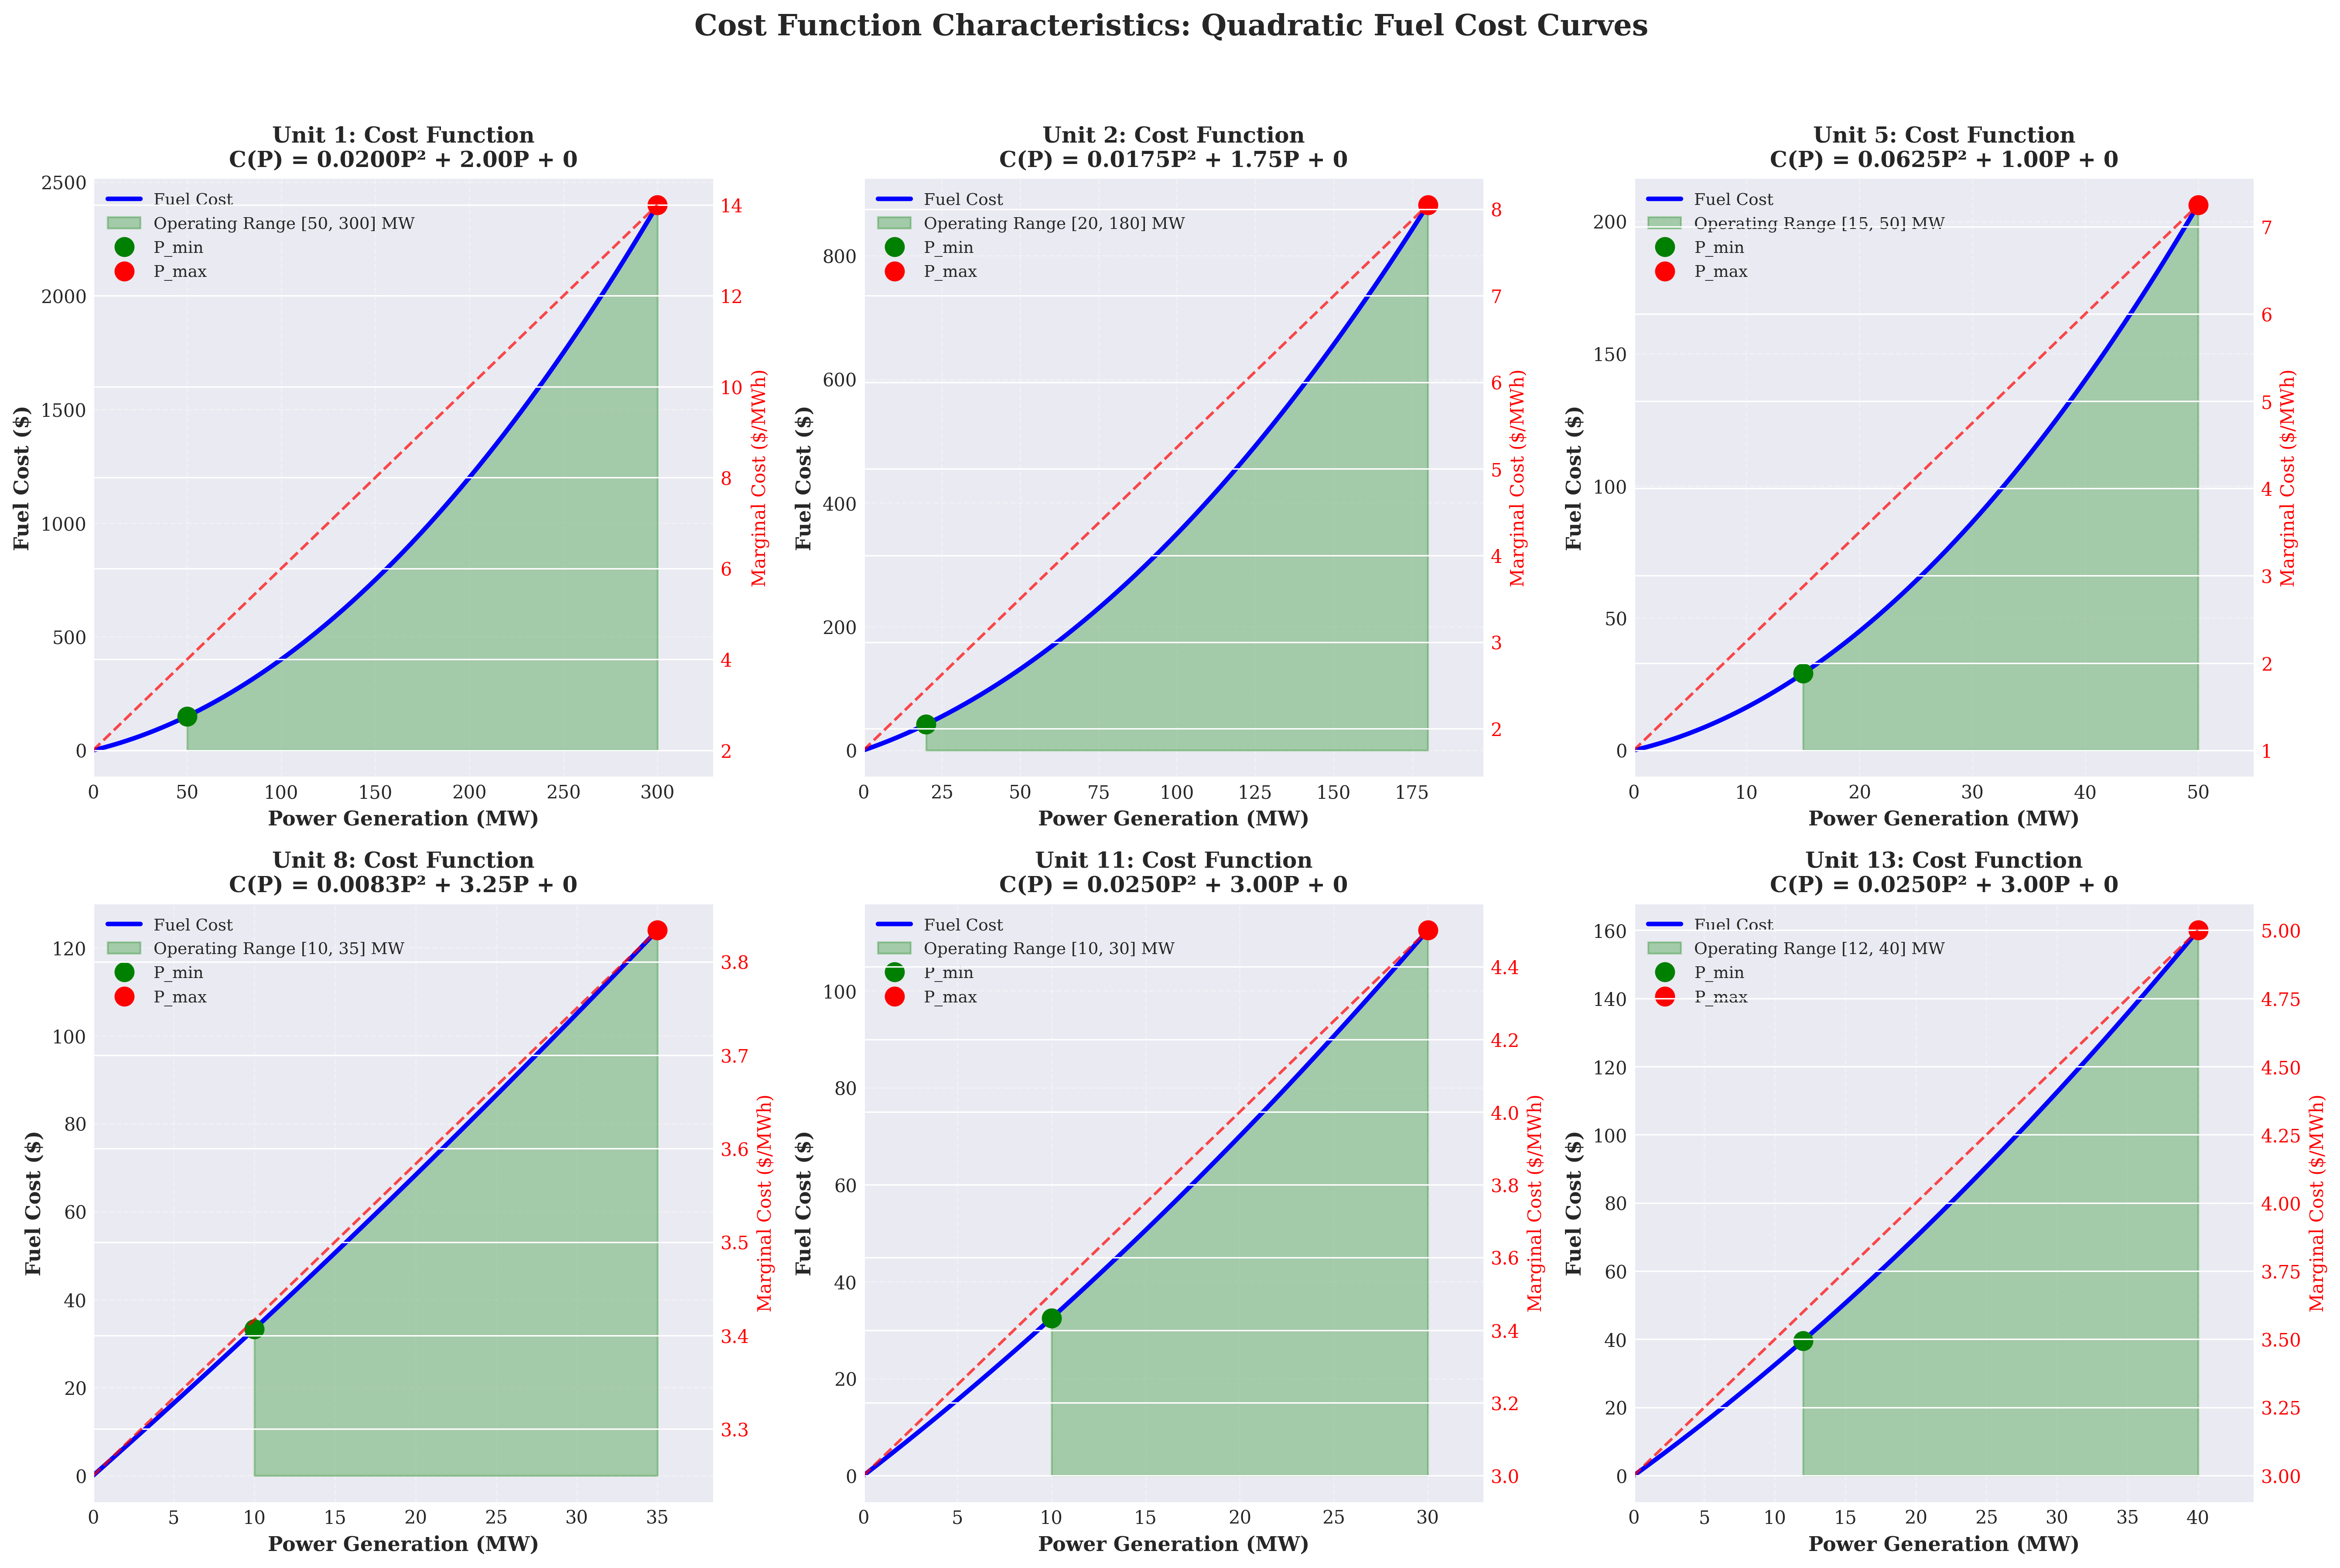 Cost Function Characteristics: Quadratic Fuel Cost Curves
Unit 1: Cost Function
C(P) = 0.0200P² + 2.00P + 0
Fuel Cost
Operating Range [50, 300] MW
P_min
P_max
Fuel Cost ($)
2500
2000
1500
1000
500
0
14
12
10
8
6
4
2
Marginal Cost ($/MWh)
0 50 100 150 200 250 300
Power Generation (MW)
Unit 2: Cost Function
C(P) = 0.0175P² + 1.75P + 0
Fuel Cost
Operating Range [20, 180] MW
P_min
P_max
Fuel Cost ($)
800
600
400
200
0
8
7
6
5
4
3
2
Marginal Cost ($/MWh)
0 25 50 75 100 125 150 175
Power Generation (MW)
Unit 5: Cost Function
C(P) = 0.0625P² + 1.00P + 0
Fuel Cost
Operating Range [15, 50] MW
P_min
P_max
Fuel Cost ($)
200
150
100
50
0
7
6
5
4
3
2
1
Marginal Cost ($/MWh)
0 10 20 30 40 50
Power Generation (MW)
Unit 8: Cost Function
C(P) = 0.0083P² + 3.25P + 0
Fuel Cost
Operating Range [10, 35] MW
P_min
P_max
Fuel Cost ($)
120
100
80
60
40
20
0
3.8
3.7
3.6
3.5
3.4
3.3
Marginal Cost ($/MWh)
0 5 10 15 20 25 30 35
Power Generation (MW)
Unit 11: Cost Function
C(P) = 0.0250P² + 3.00P + 0
Fuel Cost
Operating Range [10, 30] MW
P_min
P_max
Fuel Cost ($)
100
80
60
40
20
0
4.4
4.2
4.0
3.8
3.6
3.4
3.2
3.0
Marginal Cost ($/MWh)
0 5 10 15 20 25 30
Power Generation (MW)
Unit 13: Cost Function
C(P) = 0.0250P² + 3.00P + 0
Fuel Cost
Operating Range [12, 40] MW
P_min
P_max
Fuel Cost ($)
160
140
120
100
80
60
40
20
0
5.00
4.75
4.50
4.25
4.00
3.75
3.50
3.25
3.00
Marginal Cost ($/MWh)
0 5 10 15 20 25 30 35 40
Power Generation (MW)